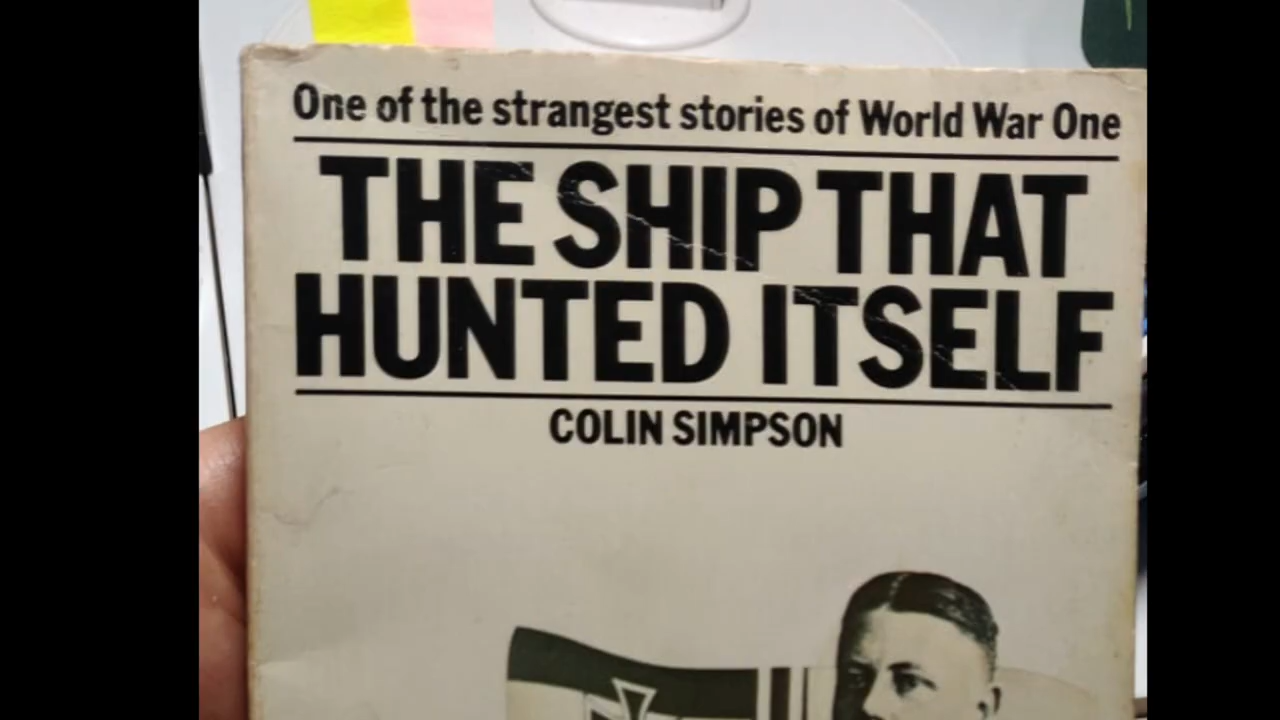 One of the strangest stories of World War One
THE SHIP THAT
HUNTED ITSELF
COLIN SIMPSON